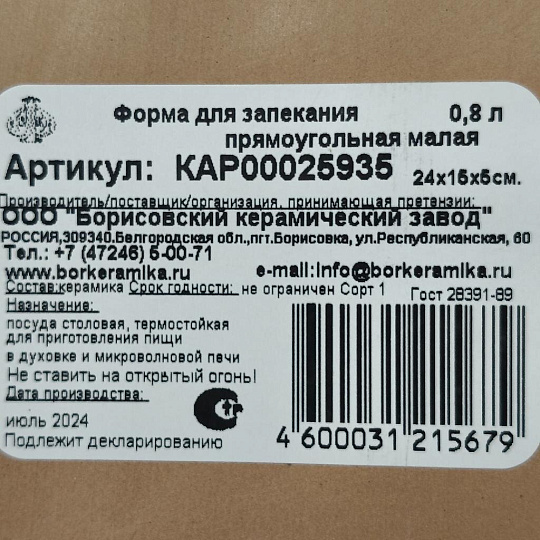 Форма для запекания 0,8 л
прямоугольная малая
Артикул: КАР00025935 24х15х5см.
Производитель/поставщик/организация, принимающая претензии:
ООО "Борисовский керамический завод"
РОССИЯ,309340.Белгородская обл.,пгт.Борисовка, ул.Республиканская, 60
Тел.: +7 (47246) 5-00-71
www.borkeramika.ru e-mail:info@borkeramika.ru
Состав:керамика Срок годности: не ограничен Сорт 1 Гост 28391-89
Назначение:
посуда столовая, термостойкая
для приготовления пищи
в духовке и микроволновой печи
Не ставить на открытый огонь!
Дата производства:
июль 2024
Подлежит декларированию
4 600031 215679